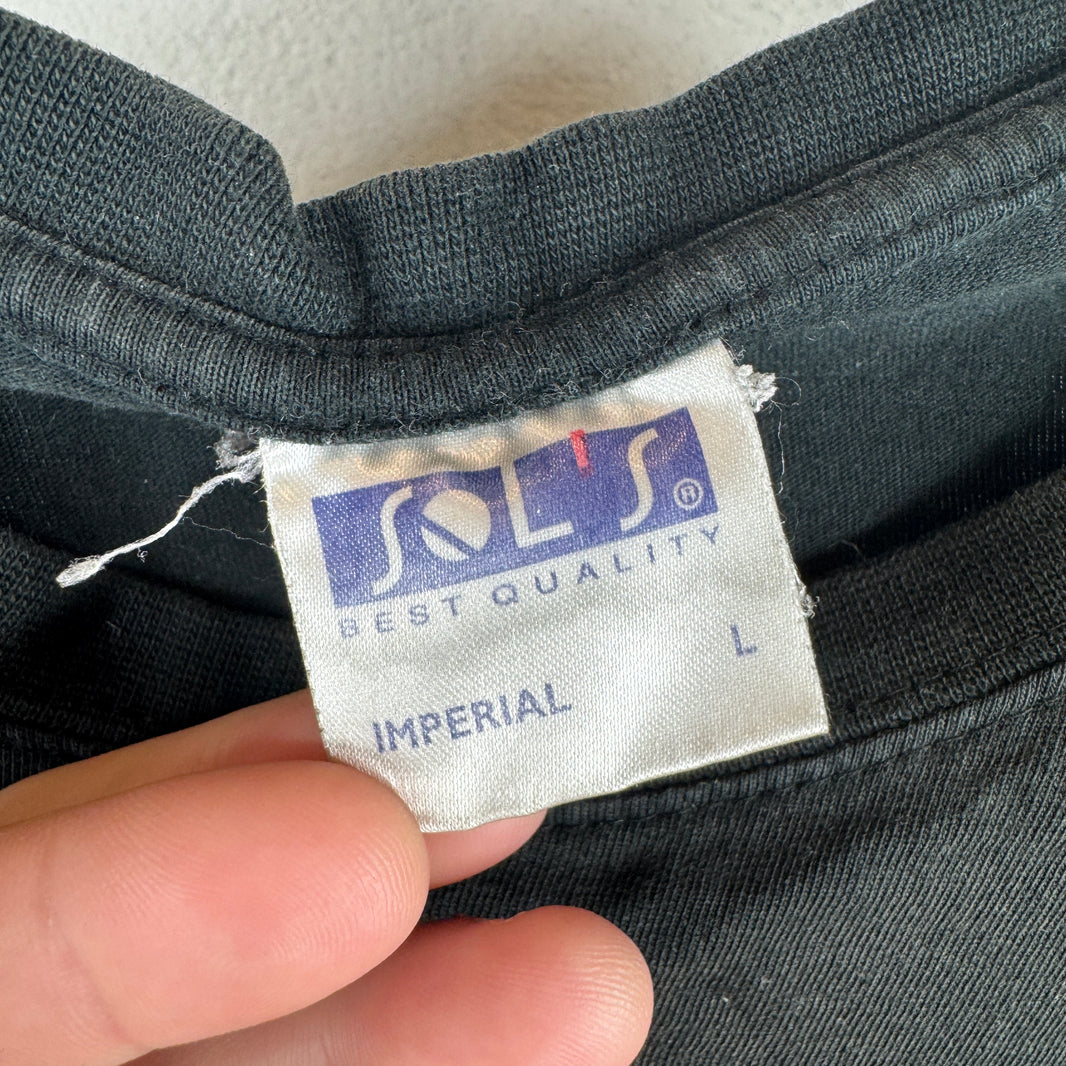 SOL'S ®
BEST QUALITY
L
IMPERIAL